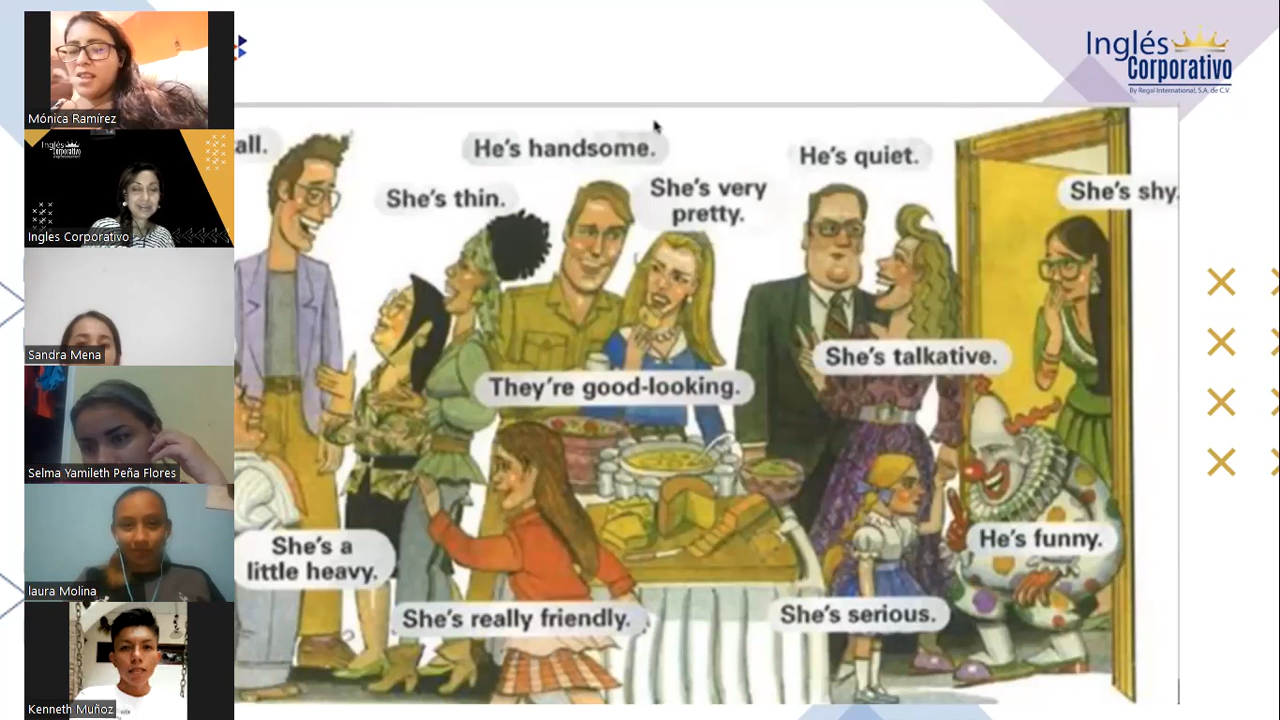 Mónica Ramírez
Inglés
Corporativo
Ingles Corporativo
Sandra Mena
Selma Yamileth Peña Flores
laura Molina
Kenneth Muñoz
Inglés
Corporativo
By Regal International, S.A. de C.V.
all.
He's handsome.
He's quiet.
She's thin.
She's very
pretty.
She's shy.
She's talkative.
They're good-looking.
She's a
little heavy.
He's funny.
She's really friendly.
She's serious.